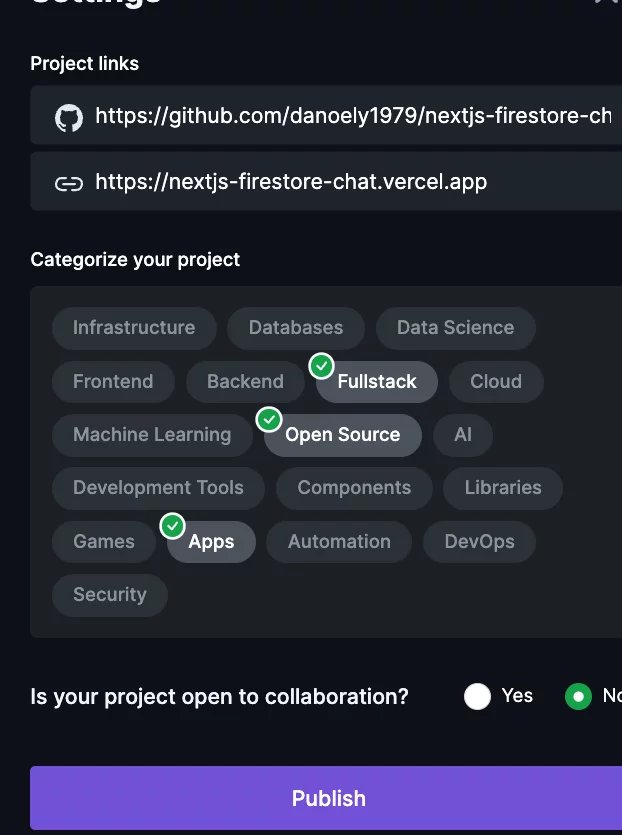 Settings
Project links
https://github.com/danoely1979/nextjs-firestore-ch
https://nextjs-firestore-chat.vercel.app
Categorize your project
Infrastructure Databases Data Science
Frontend Backend Fullstack Cloud
Machine Learning Open Source AI
Development Tools Components Libraries
Games Apps Automation DevOps
Security
Is your project open to collaboration? Yes No
Publish